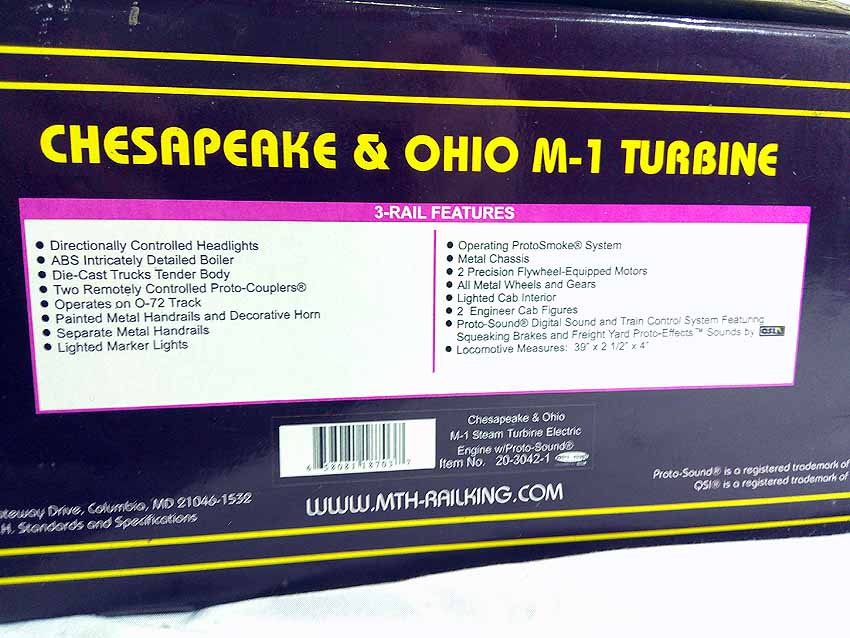 CHESAPEAKE & OHIO M-1 TURBINE
3-RAIL FEATURES
• Directionally Controlled Headlights
• ABS Intricately Detailed Boiler
• Die-Cast Trucks Tender Body
• Two Remotely Controlled Proto-Couplers®
• Operates on O-72 Track
• Painted Metal Handrails and Decorative Horn
• Separate Metal Handrails
• Lighted Marker Lights
• Operating ProtoSmoke® System
• Metal Chassis
• 2 Precision Flywheel-Equipped Motors
• All Metal Wheels and Gears
• Lighted Cab Interior
• 2 Engineer Cab Figures
• Proto-Sound® Digital Sound and Train Control System Featuring
Squeaking Brakes and Freight Yard Proto-Effects™ Sounds by QSI
• Locomotive Measures: 39" x 2 1/2" x 4"
Chesapeake & Ohio
M-1 Steam Turbine Electric
Engine w/Proto-Sound®
Item No. 20-3042-1
6 58081 18703 7
WWW.MTH-RAILKING.COM
ateway Drive, Columbia, MD 21046-1532
H. Standards and Specifications
Proto-Sound® is a registered trademark of
QSI® is a registered trademark of